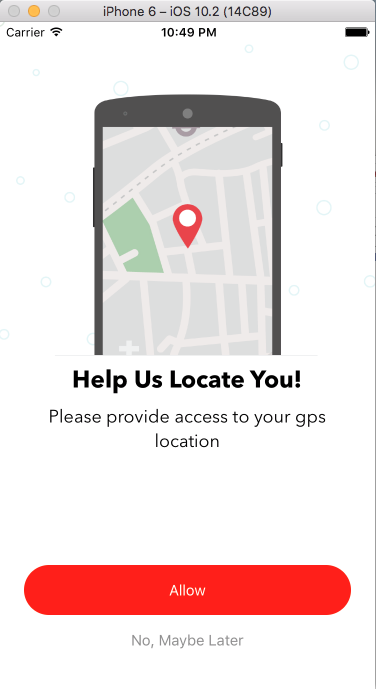 iPhone 6 – iOS 10.2 (14C89)
Carrier 10:49 PM
Help Us Locate You!
Please provide access to your gps
location
Allow
No, Maybe Later